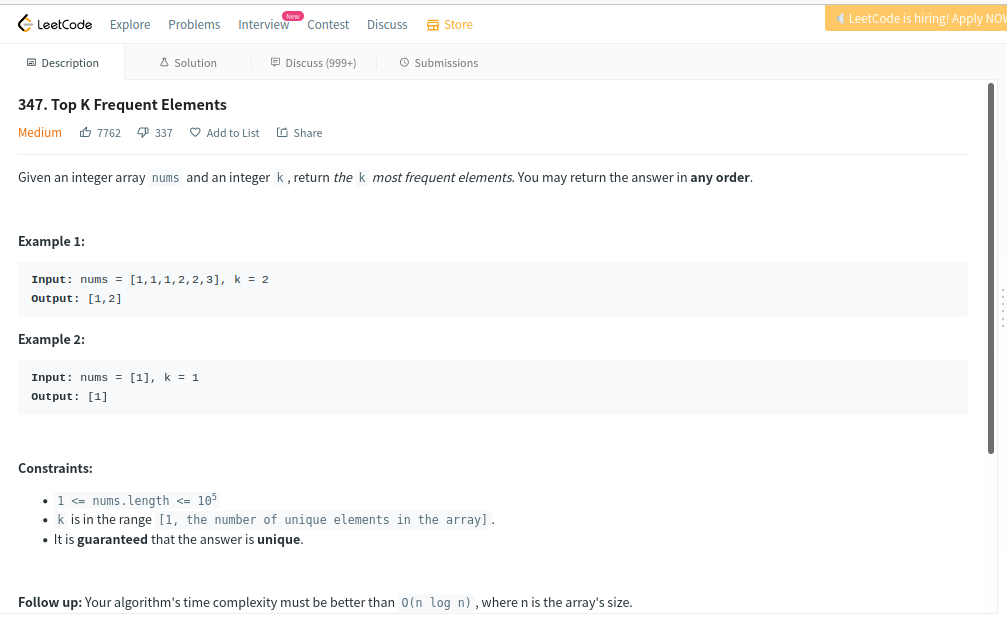 LeetCode Explore Problems Interview New Contest Discuss Store LeetCode is hiring! Apply NOW
Description Solution Discuss (999+) Submissions
347. Top K Frequent Elements
Medium 7762 337 Add to List Share
Given an integer array nums and an integer k, return the k most frequent elements. You may return the answer in any order.
Example 1:
Input: nums = [1,1,1,2,2,3], k = 2
Output: [1,2]
Example 2:
Input: nums = [1], k = 1
Output: [1]
Constraints:
• 1 <= nums.length <= 10⁵
• k is in the range [1, the number of unique elements in the array].
• It is guaranteed that the answer is unique.
Follow up: Your algorithm's time complexity must be better than O(n log n), where n is the array's size.